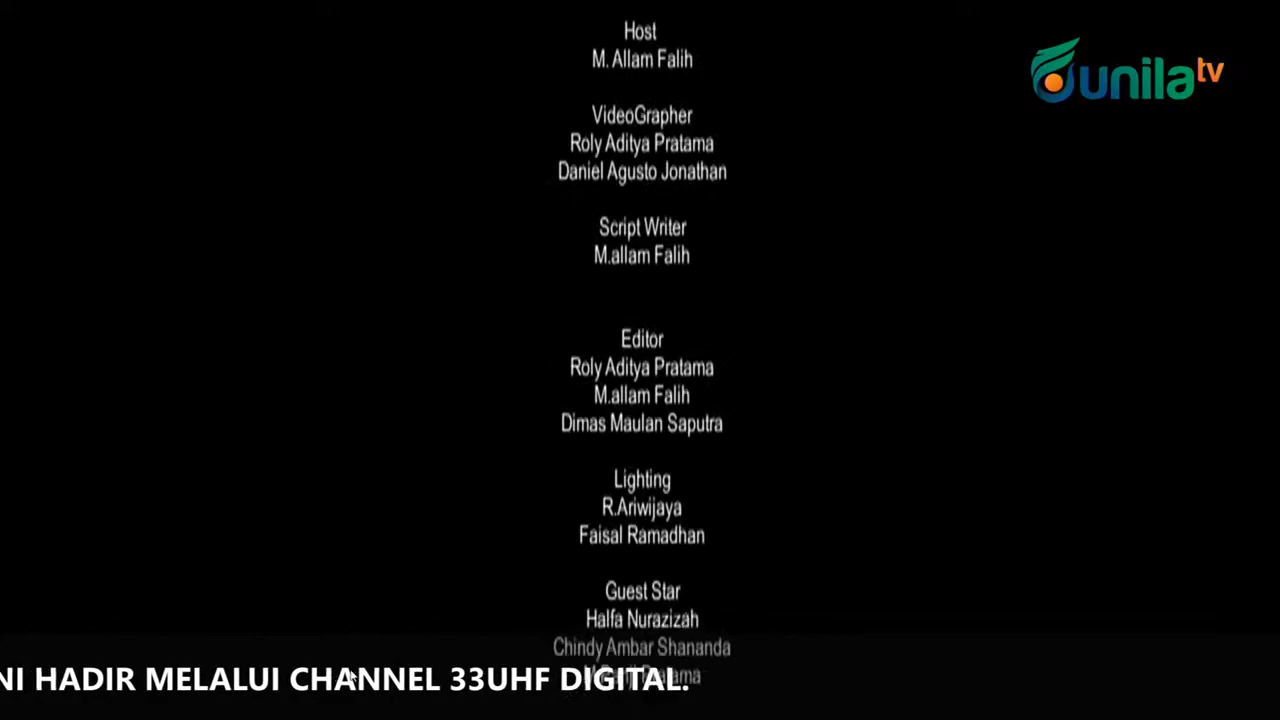 Host
M. Allam Falih
unila tv
VideoGrapher
Roly Aditya Pratama
Daniel Agusto Jonathan
Script Writer
M.allam Falih
Editor
Roly Aditya Pratama
M.allam Falih
Dimas Maulan Saputra
Lighting
R.Ariwijaya
Faisal Ramadhan
Guest Star
Halfa Nurazizah
Chindy Ambar Shananda
NI HADIR MELALUI CHANNEL 33UHF DIGITAL.